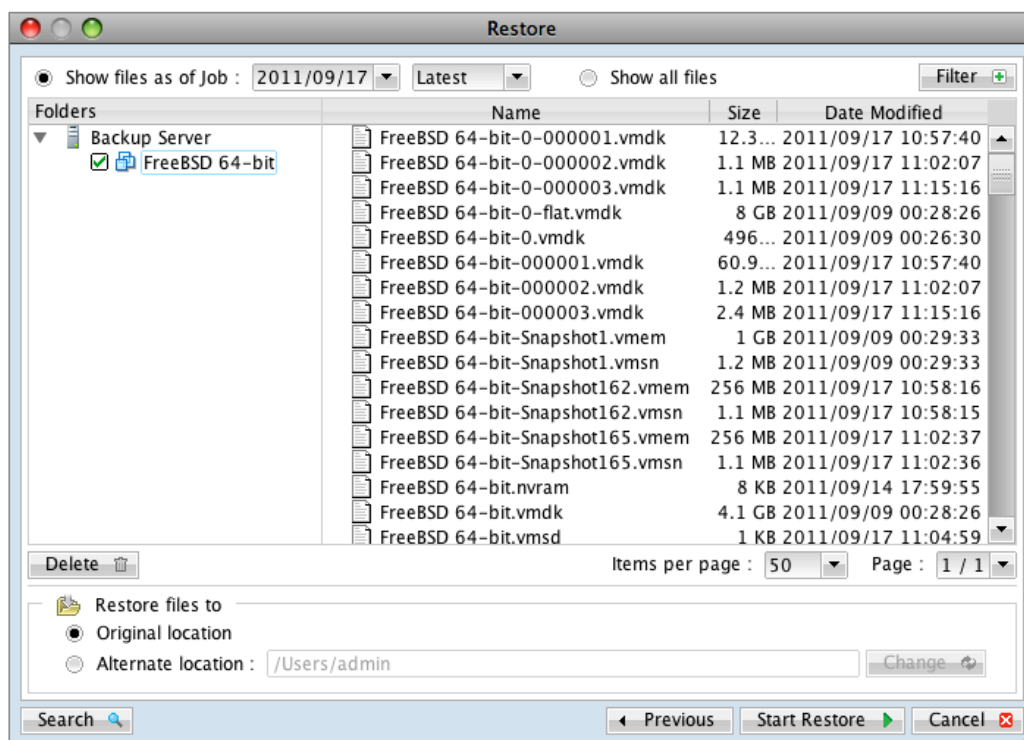 Restore
Show files as of Job : 2011/09/17 Latest Show all files Filter
Folders Name Size Date Modified
Backup Server FreeBSD 64-bit-0-000001.vmdk 12.3... 2011/09/17 10:57:40
FreeBSD 64-bit FreeBSD 64-bit-0-000002.vmdk 1.1 MB 2011/09/17 11:02:07
FreeBSD 64-bit-0-000003.vmdk 1.1 MB 2011/09/17 11:15:16
FreeBSD 64-bit-0-flat.vmdk 8 GB 2011/09/09 00:28:26
FreeBSD 64-bit-0.vmdk 496... 2011/09/09 00:26:30
FreeBSD 64-bit-000001.vmdk 60.9... 2011/09/17 10:57:40
FreeBSD 64-bit-000002.vmdk 1.2 MB 2011/09/17 11:02:07
FreeBSD 64-bit-000003.vmdk 2.4 MB 2011/09/17 11:15:16
FreeBSD 64-bit-Snapshot1.vmem 1 GB 2011/09/09 00:29:33
FreeBSD 64-bit-Snapshot1.vmsn 1.2 MB 2011/09/09 00:29:33
FreeBSD 64-bit-Snapshot162.vmem 256 MB 2011/09/17 10:58:16
FreeBSD 64-bit-Snapshot162.vmsn 1.1 MB 2011/09/17 10:58:15
FreeBSD 64-bit-Snapshot165.vmem 256 MB 2011/09/17 11:02:37
FreeBSD 64-bit-Snapshot165.vmsn 1.1 MB 2011/09/17 11:02:36
FreeBSD 64-bit.nvram 8 KB 2011/09/14 17:59:55
FreeBSD 64-bit.vmdk 4.1 GB 2011/09/09 00:28:26
FreeBSD 64-bit.vmsd 1 KB 2011/09/17 11:04:59
Delete Items per page : 50 Page : 1 / 1
Restore files to
Original location
Alternate location : /Users/admin Change
Search Previous Start Restore Cancel